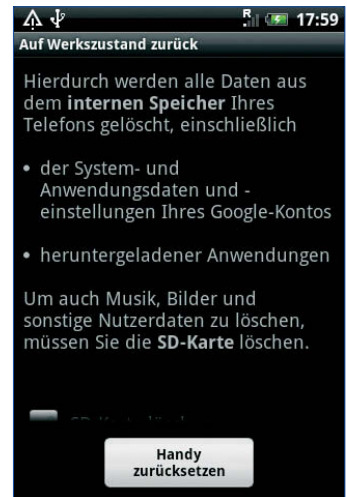 R 17:59
Auf Werkszustand zurück
Hierdurch werden alle Daten aus
dem internen Speicher Ihres
Telefons gelöscht, einschließlich
• der System- und
Anwendungsdaten und -
einstellungen Ihres Google-Kontos
• heruntergeladener Anwendungen
Um auch Musik, Bilder und
sonstige Nutzerdaten zu löschen,
müssen Sie die SD-Karte löschen.
Handy
zurücksetzen